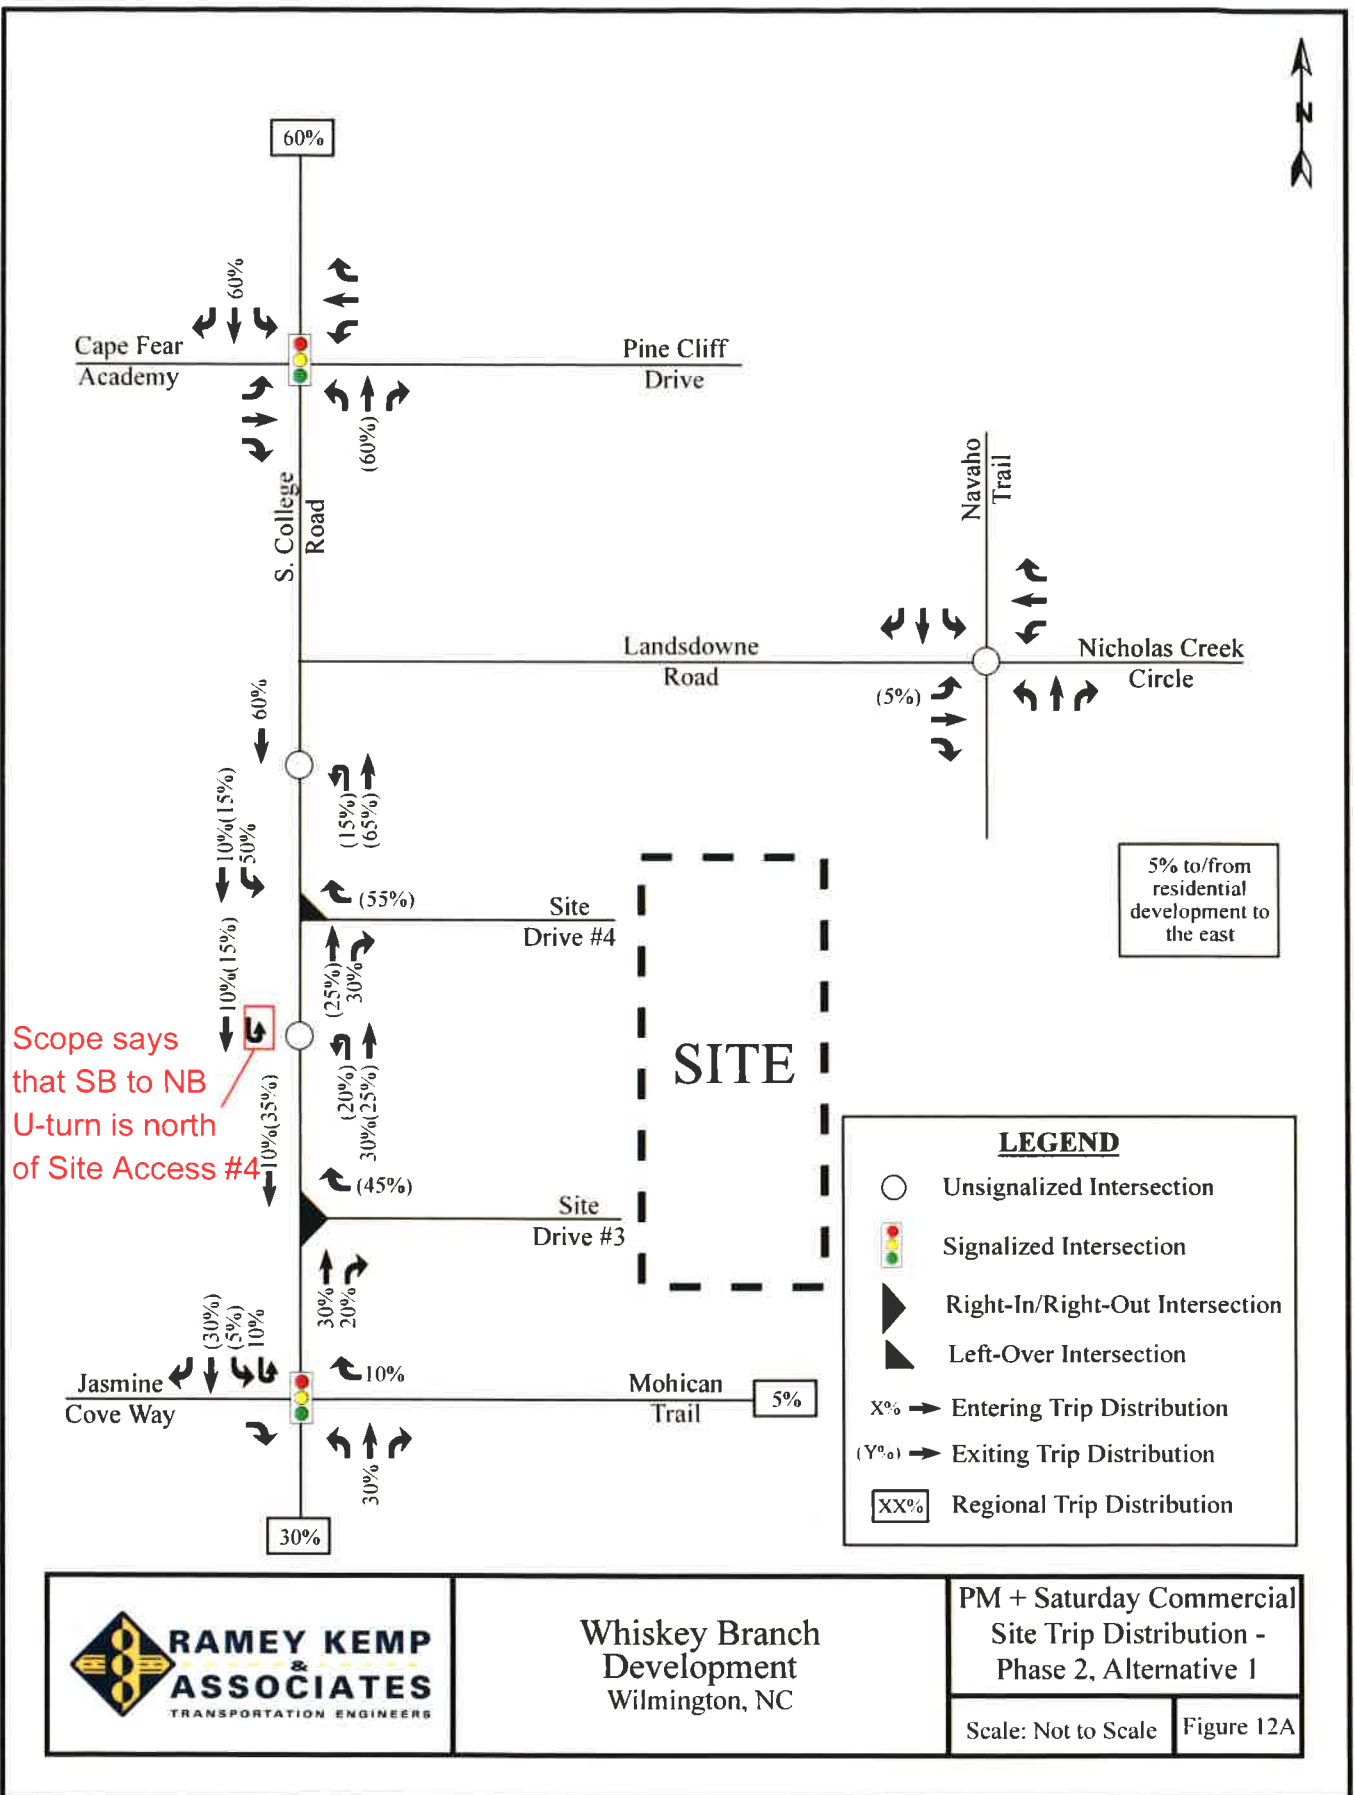 60%
N
60%
Cape Fear
Academy
Pine Cliff
Drive
(60%)
S. College
Road
Navaho
Trail
Landsdowne
Road
Nicholas Creek
Circle
(5%)
60%
(15%)
(65%)
10%(15%)
50%
(55%)
Site
Drive #4
5% to/from
residential
development to
the east
10%(15%)
(25%)
30%
Scope says
that SB to NB
U-turn is north
of Site Access #4
(20%)
30%(25%)
SITE
10%(35%)
(45%)
Site
Drive #3
30%
20%
(30%)
(5%)
10%
10%
Jasmine
Cove Way
Mohican
Trail
5%
30%
30%
LEGEND
Unsignalized Intersection
Signalized Intersection
Right-In/Right-Out Intersection
Left-Over Intersection
X% Entering Trip Distribution
(Y%) Exiting Trip Distribution
XX% Regional Trip Distribution
RAMEY KEMP
&
ASSOCIATES
TRANSPORTATION ENGINEERS
Whiskey Branch
Development
Wilmington, NC
PM + Saturday Commercial
Site Trip Distribution -
Phase 2, Alternative 1
Scale: Not to Scale
Figure 12A